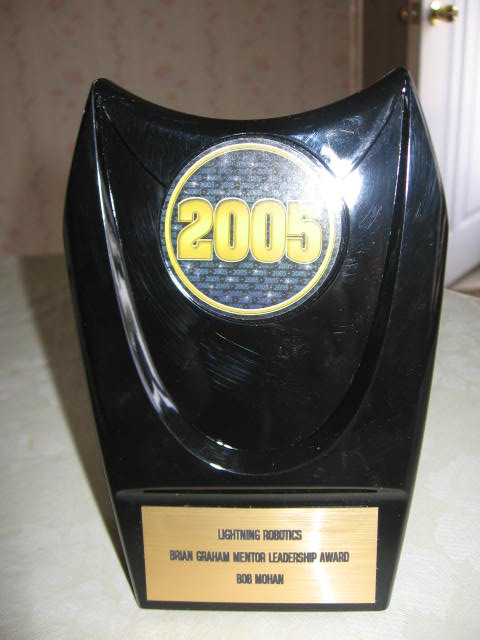 2005
LIGHTNING ROBOTICS
BRIAN GRAHAM MENTOR LEADERSHIP AWARD
BOB MOHAN